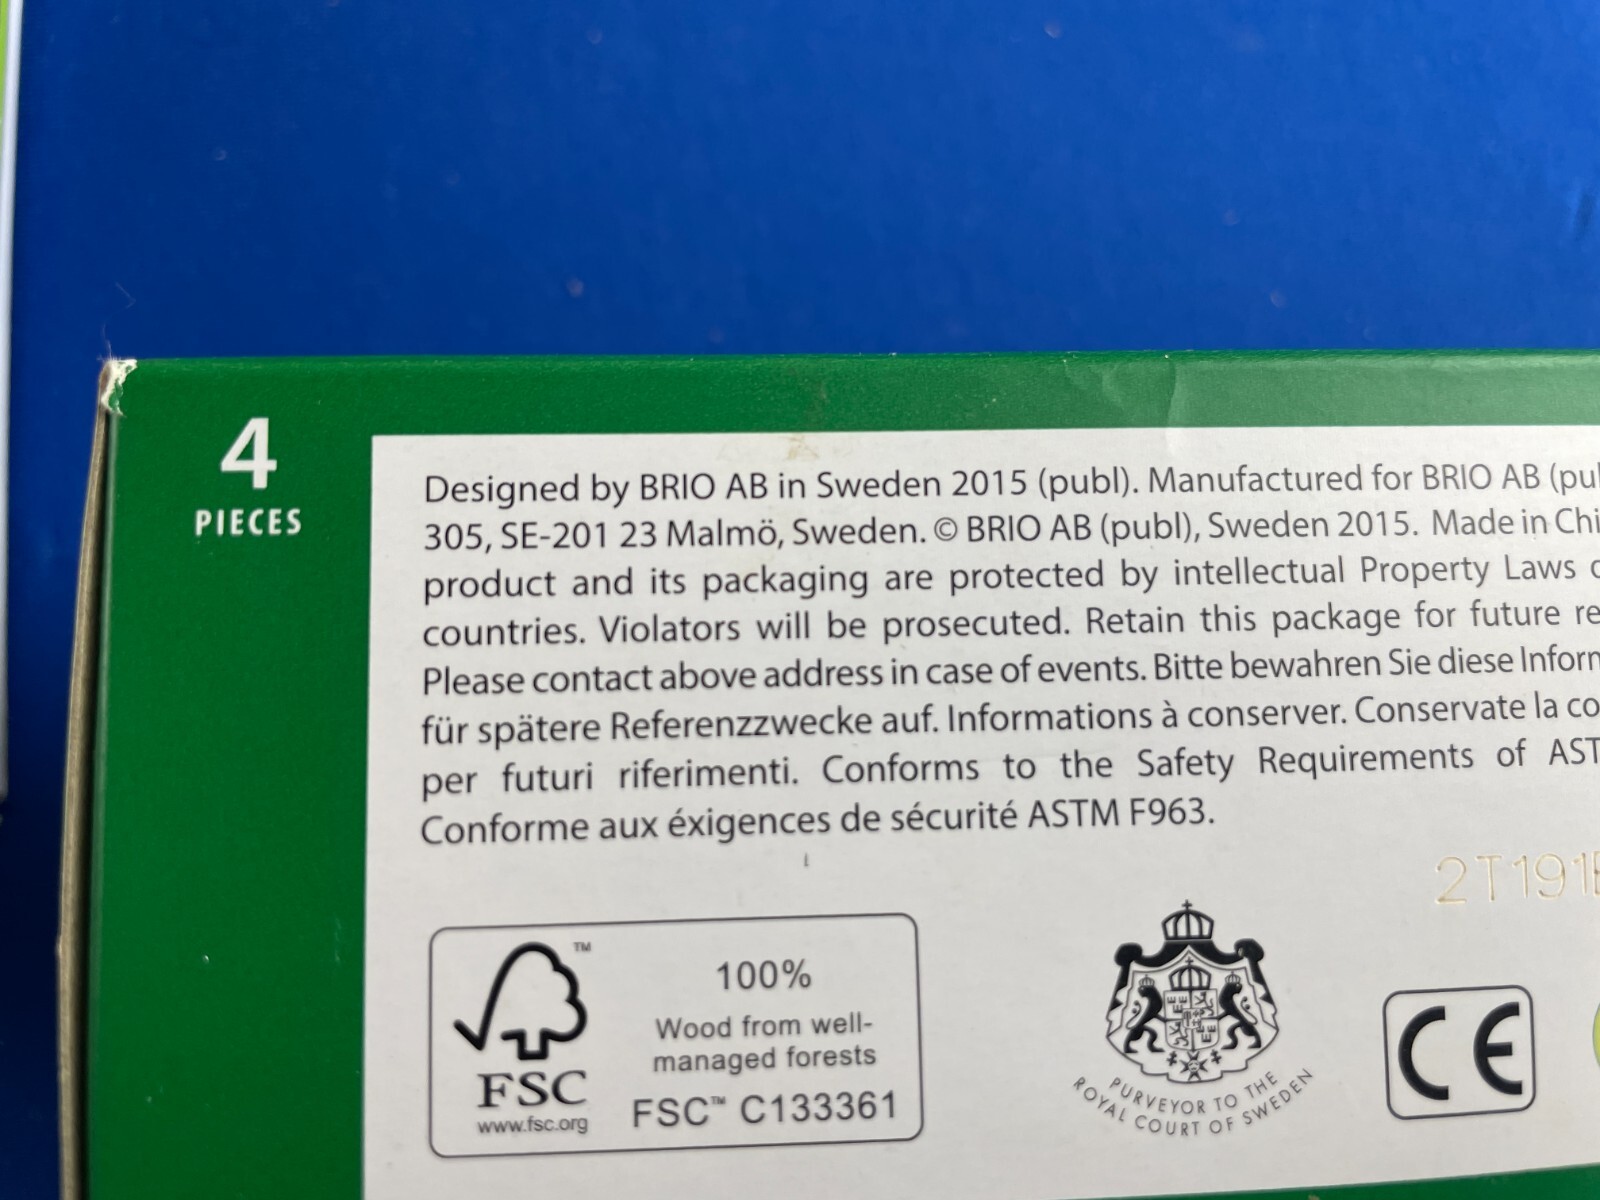 4
PIECES
Designed by BRIO AB in Sweden 2015 (publ). Manufactured for BRIO AB
305, SE-201 23 Malmö, Sweden. © BRIO AB (publ), Sweden 2015. Made in
product and its packaging are protected by intellectual Property Laws
countries. Violators will be prosecuted. Retain this package for future
Please contact above address in case of events. Bitte bewahren Sie diese
für spätere Referenzzwecke auf. Informations à conserver. Conservate la
per futuri riferimenti. Conforms to the Safety Requirements of
Conforme aux éxigences de sécurité ASTM F963.
2T191
™
100%
Wood from well-
managed forests
FSC
www.fsc.org
FSC™ C133361
PURVEYOR TO THE
ROYAL COURT OF SWEDEN
CE